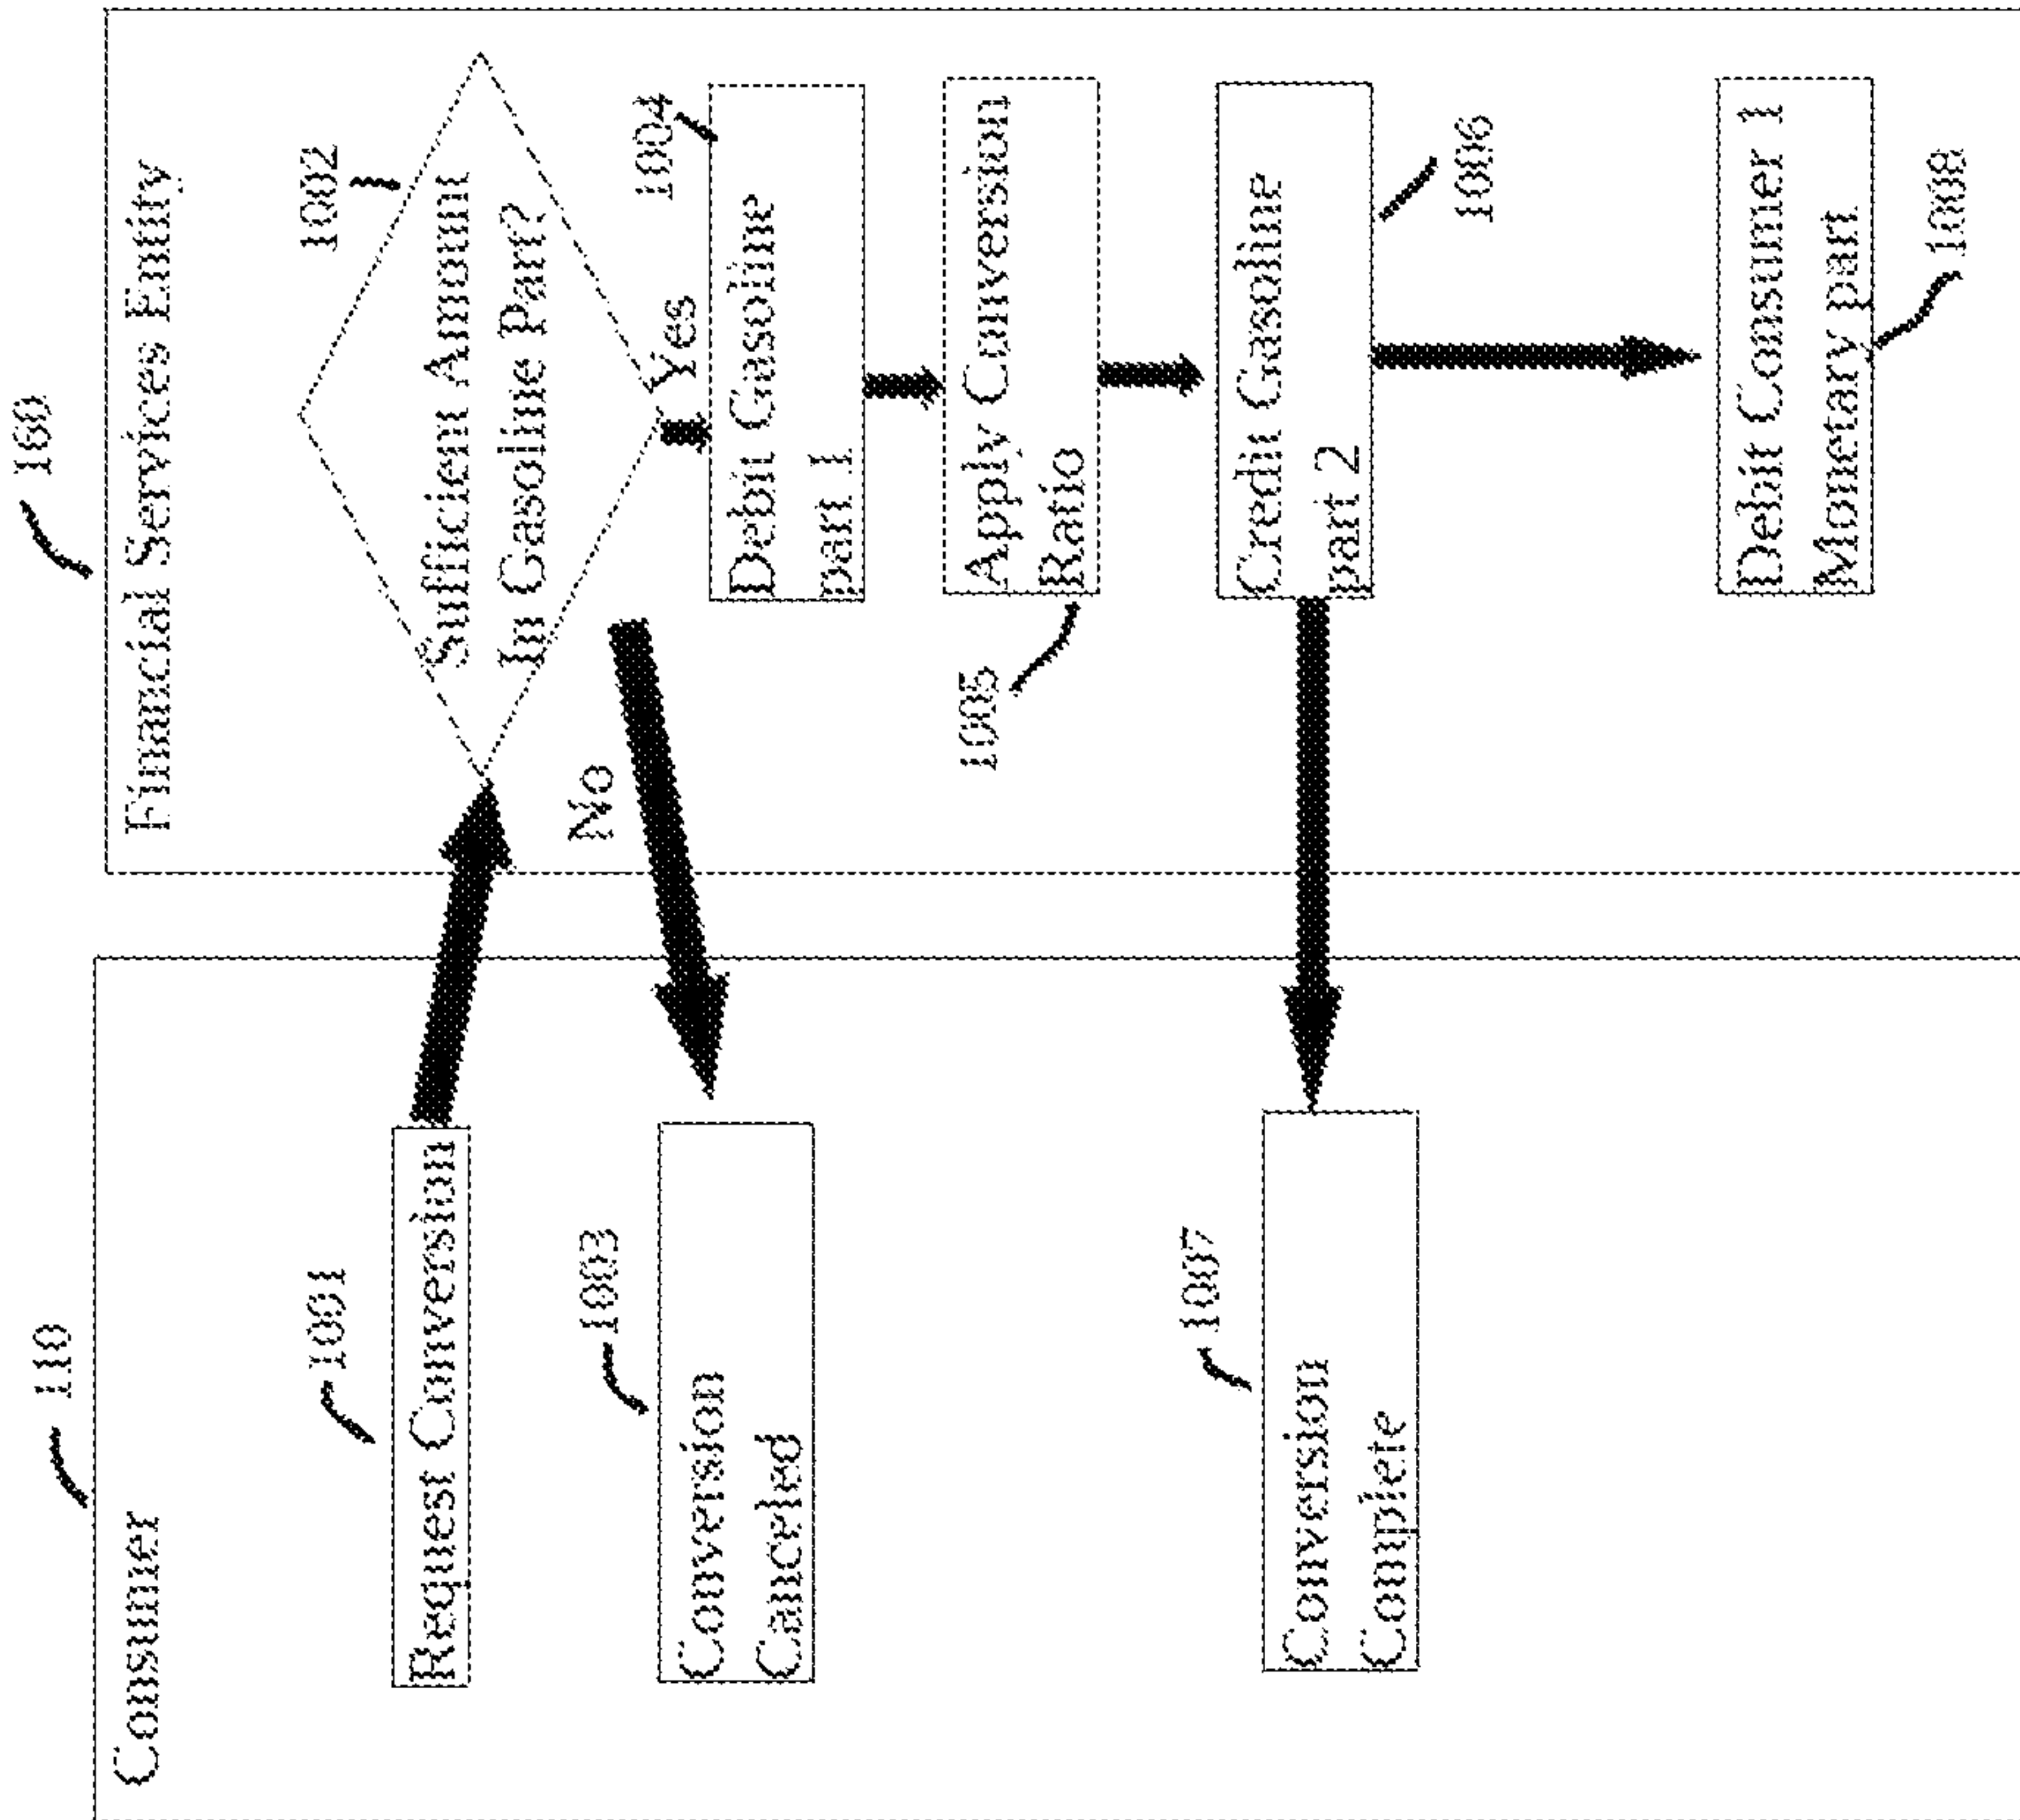 110
Consumer
1001
Request Conversion
1003
Conversion
Canceled
1007
Conversion
Complete
100
Financial Services Entity
1002
Sufficient Amount
In Gasoline Part?
No
Yes
1004
Debit Gasoline
part 1
Apply Conversion
Ratio
1005
Credit Gasoline
part 2
1006
Debit Consumer 1
Monetary part
1008